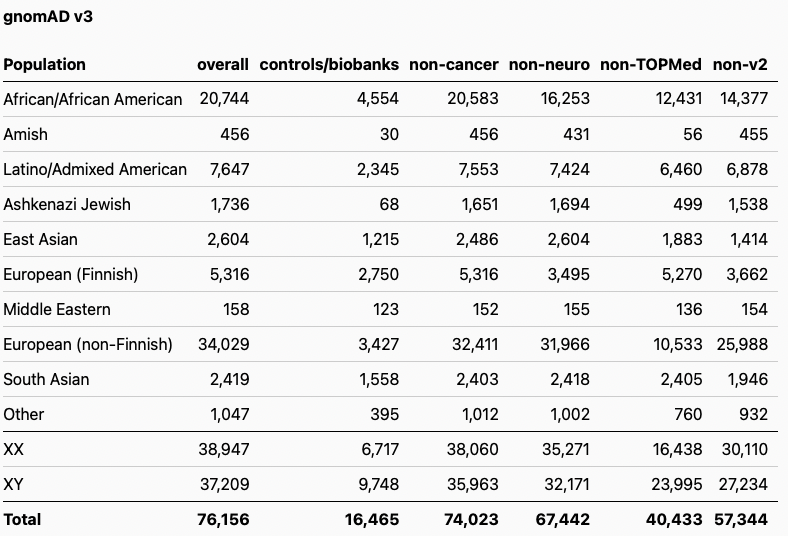 gnomAD v3
Population overall controls/biobanks non-cancer non-neuro non-TOPMed non-v2
African/African American 20,744 4,554 20,583 16,253 12,431 14,377
Amish 456 30 456 431 56 455
Latino/Admixed American 7,647 2,345 7,553 7,424 6,460 6,878
Ashkenazi Jewish 1,736 68 1,651 1,694 499 1,538
East Asian 2,604 1,215 2,486 2,604 1,883 1,414
European (Finnish) 5,316 2,750 5,316 3,495 5,270 3,662
Middle Eastern 158 123 152 155 136 154
European (non-Finnish) 34,029 3,427 32,411 31,966 10,533 25,988
South Asian 2,419 1,558 2,403 2,418 2,405 1,946
Other 1,047 395 1,012 1,002 760 932
XX 38,947 6,717 38,060 35,271 16,438 30,110
XY 37,209 9,748 35,963 32,171 23,995 27,234
Total 76,156 16,465 74,023 67,442 40,433 57,344